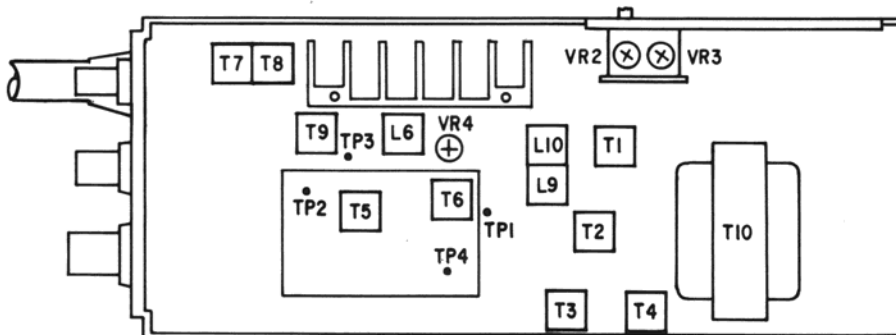 T7 T8
VR2 VR3
T9 TP3 L6 VR4
L10 T1
L9
TP2 T5 T6 TP1
T2 T10
TP4
T3 T4